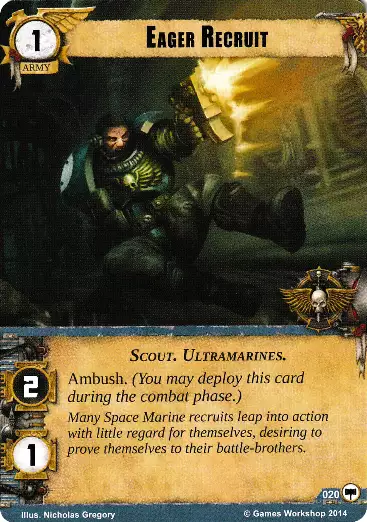 1
ARMY
EAGER RECRUIT
SCOUT. ULTRAMARINES.
2
Ambush. (You may deploy this card
during the combat phase.)
Many Space Marine recruits leap into action
with little regard for themselves, desiring to
prove themselves to their battle-brothers.
1
020
Illus. Nicholas Gregory
© Games Workshop 2014